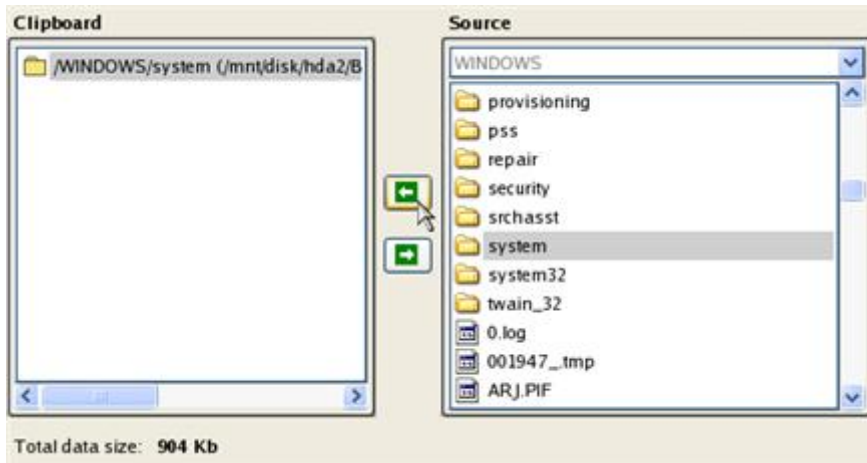 Clipboard
/WINDOWS/system (/mnt/disk/hda2/B
Source
WINDOWS
provisioning
pss
repair
security
srchasst
system
system32
twain_32
0.log
001947_.tmp
ARJ.PIF
Total data size: 904 Kb